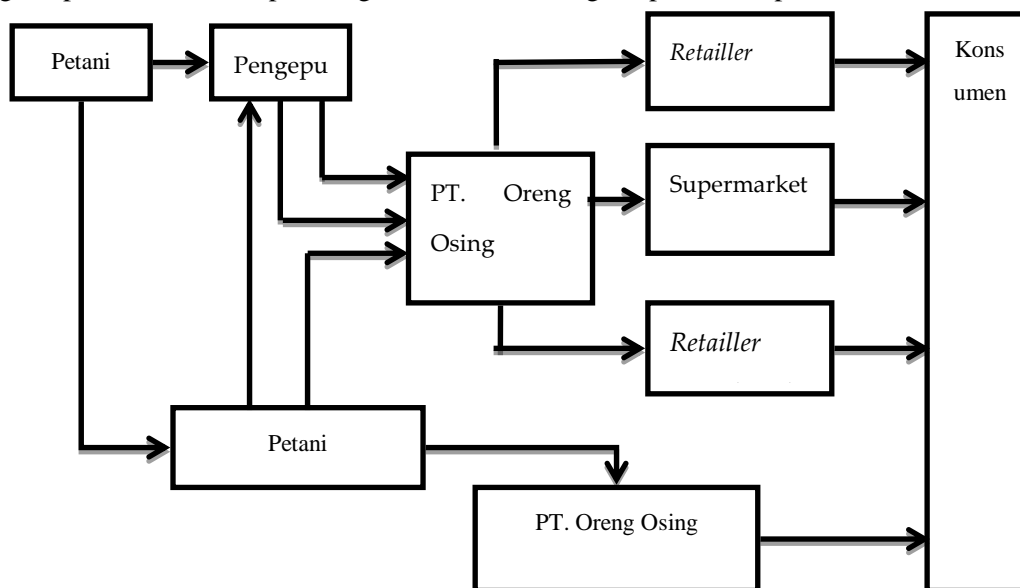 Petani
Pengepu
Retailler
Kons
umen
PT. Oreng
Osing
Supermarket
Retailler
Petani
PT. Oreng Osing